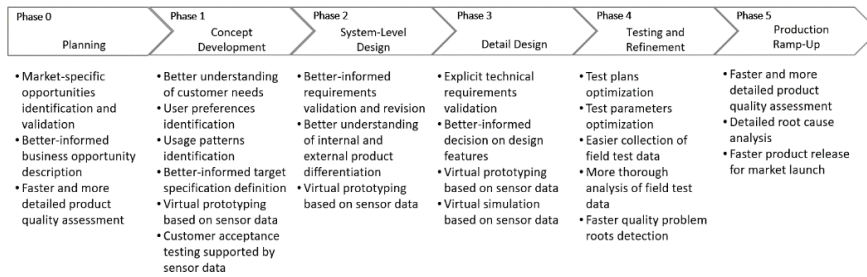 Phase 0
Planning
Phase 1
Concept
Development
Phase 2
System-Level
Design
Phase 3
Detail Design
Phase 4
Testing and
Refinement
Phase 5
Production
Ramp-Up
• Market-specific
opportunities
identification and
validation
• Better-informed
business opportunity
description
• Faster and more
detailed product
quality assessment
• Better understanding
of customer needs
• User preferences
identification
• Usage patterns
identification
• Better-informed target
specification definition
• Virtual prototyping
based on sensor data
• Customer acceptance
testing supported by
sensor data
• Better-informed
requirements
validation and revision
• Better understanding
of internal and
external product
differentiation
• Virtual prototyping
based on sensor data
• Explicit technical
requirements
validation
• Better-informed
decision on design
features
• Virtual prototyping
based on sensor data
• Virtual simulation
based on sensor data
• Test plans
optimization
• Test parameters
optimization
• Easier collection of
field test data
• More thorough
analysis of field test
data
• Faster quality problem
roots detection
• Faster and more
detailed product
quality assessment
• Detailed root cause
analysis
• Faster product release
for market launch